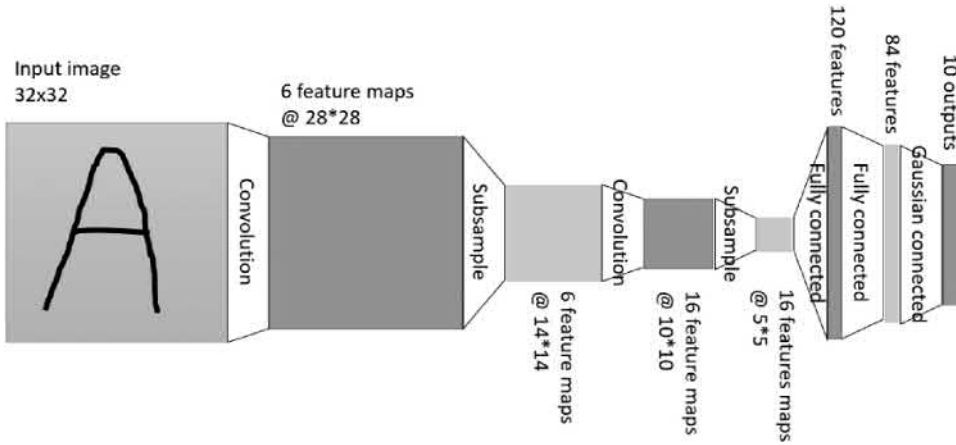 Input image
32x32
6 feature maps
@ 28*28
Convolution
Subsample
6 feature maps
@ 14*14
Convolution
16 feature maps
@ 10*10
Subsample
16 features maps
@ 5*5
Fully connected
120 features
Fully connected
84 features
Gaussian connected
10 outputs
A